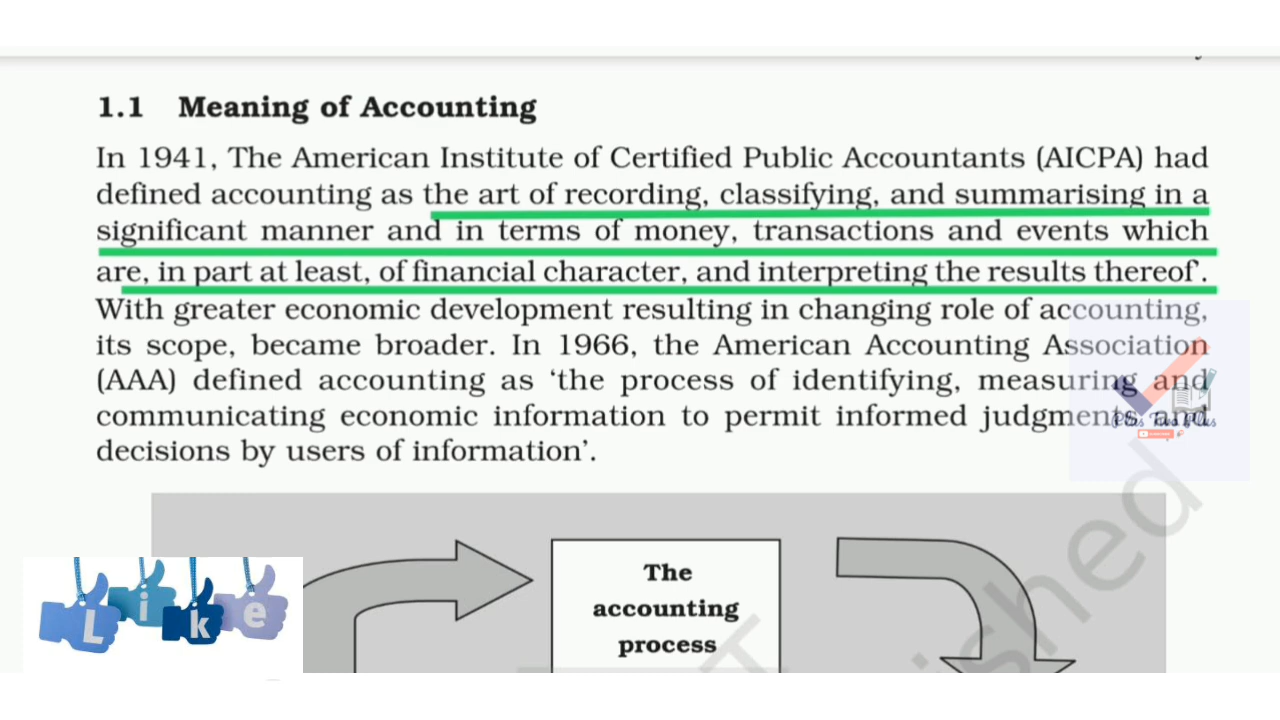 1.1 Meaning of Accounting
In 1941, The American Institute of Certified Public Accountants (AICPA) had
defined accounting as the art of recording, classifying, and summarising in a
significant manner and in terms of money, transactions and events which
are, in part at least, of financial character, and interpreting the results thereof'.
With greater economic development resulting in changing role of accounting,
its scope, became broader. In 1966, the American Accounting Association
(AAA) defined accounting as ‘the process of identifying, measuring and
communicating economic information to permit informed judgments and
decisions by users of information’.
Plus Two Plus
The
accounting
process
Like
shed